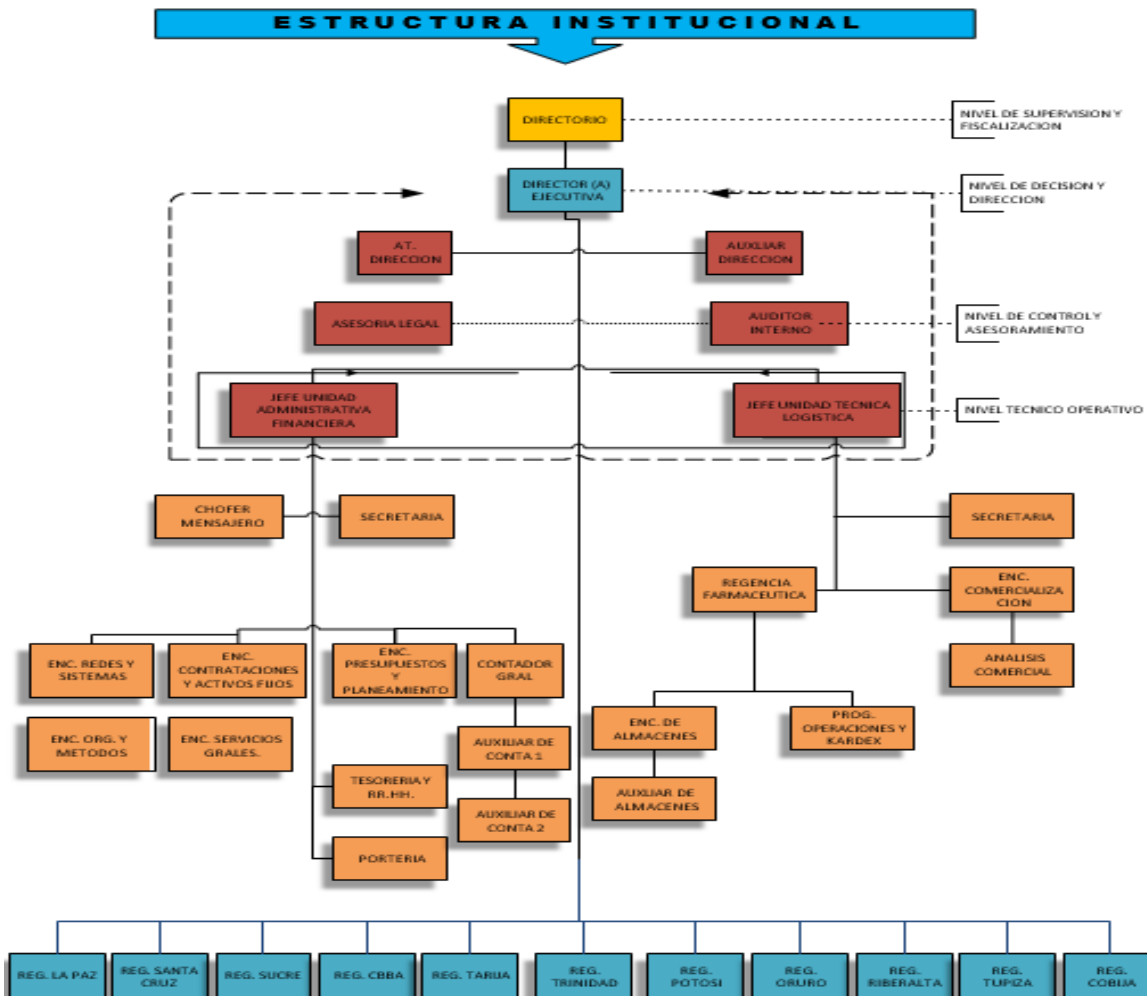 ESTRUCTURA INSTITUCIONAL
DIRECTORIO
NIVEL DE SUPERVISION Y
FISCALIZACION
DIRECTOR (A)
EJECUTIVA
NIVEL DE DECISION Y
DIRECCION
AT.
DIRECCION
AUXLIAR
DIRECCION
ASESORIA LEGAL
AUDITOR
INTERNO
NIVEL DE CONTROL Y
ASESORAMIENTO
JEFE UNIDAD
ADMINISTRATIVA
FINANCIERA
JEFE UNIDAD TECNICA
LOGISTICA
NIVEL TECNICO OPERATIVO
CHOFER
MENSAJERO
SECRETARIA
SECRETARIA
REGENCIA
FARMACEUTICA
ENC.
COMERCIALIZA
CION
ENC. REDES Y
SISTEMAS
ENC.
CONTRATACIONES
Y ACTIVOS FIJOS
ENC.
PRESUPUESTOS
Y
PLANEAMIENTO
CONTADOR
GRAL
ANALISIS
COMERCIAL
ENC. ORG. Y
METODOS
ENC. SERVICIOS
GRALES.
AUXILIAR DE
CONTA 1
ENC. DE
ALMACENES
PROG.
OPERACIONES Y
KARDEX
TESORERIA Y
RR.HH.
AUXILIAR DE
CONTA 2
AUXLIAR DE
ALMACENES
PORTERIA
REG. LA PAZ
REG. SANTA
CRUZ
REG. SUCRE
REG. CBBA
REG. TARIJA
REG.
TRINIDAD
REG.
POTOSI
REG.
ORURO
REG.
RIBERALTA
REG.
TUPIZA
REG.
COBIJA